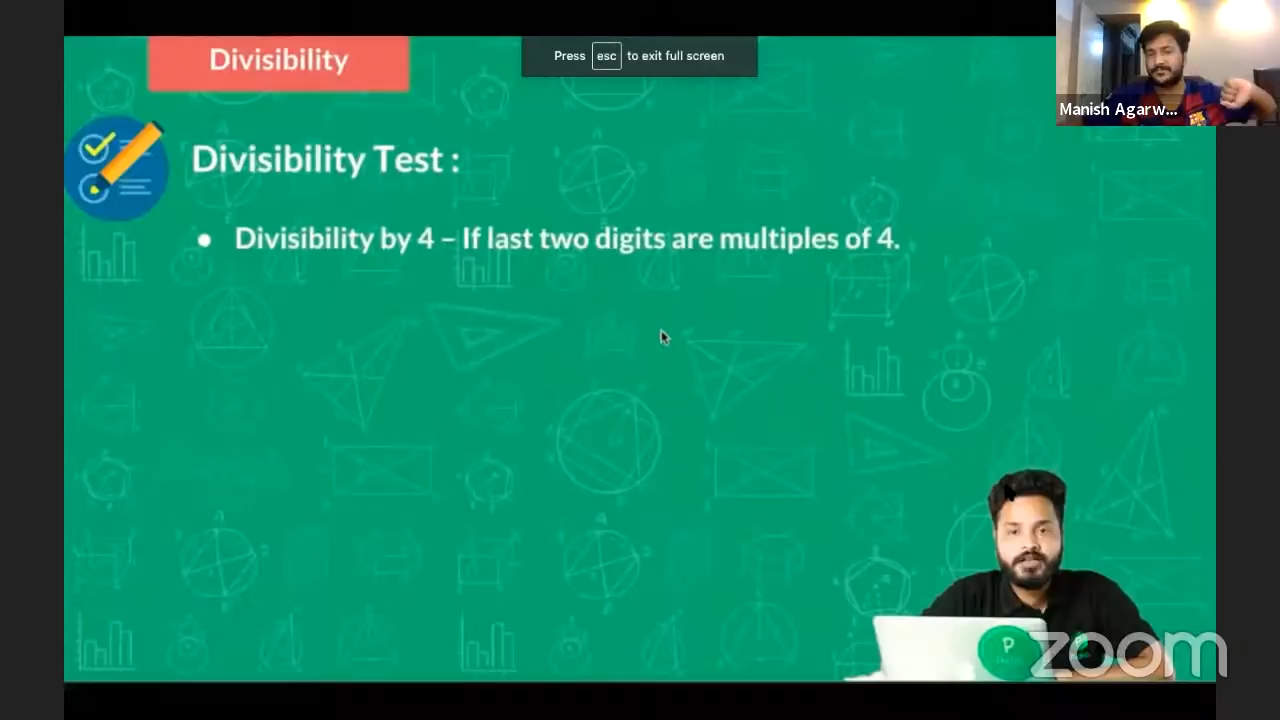 Divisibility
Press esc to exit full screen
Manish Agarw...
Divisibility Test :
● Divisibility by 4 – If last two digits are multiples of 4.
P
zoom